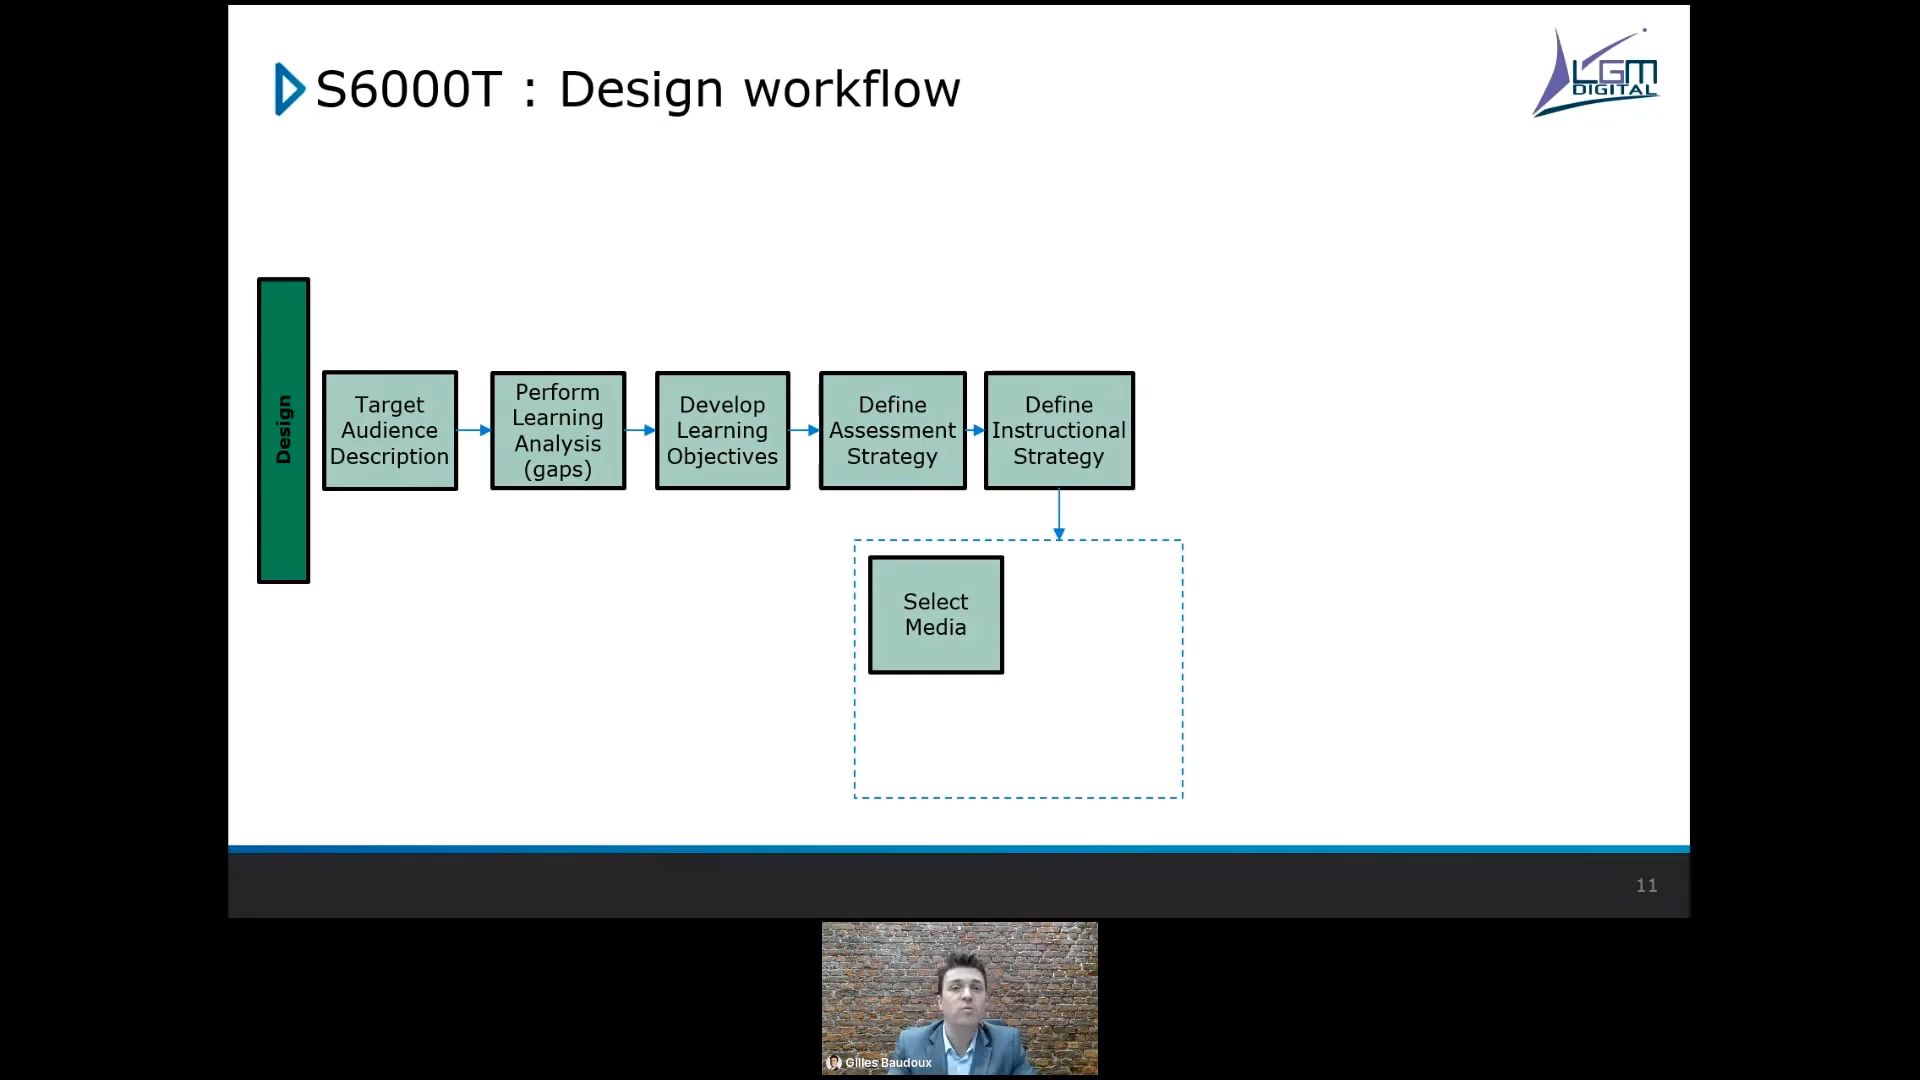 S6000T : Design workflow
LGM
DIGITAL
Design
Target
Audience
Description
Perform
Learning
Analysis
(gaps)
Develop
Learning
Objectives
Define
Assessment
Strategy
Define
Instructional
Strategy
Select
Media
11
Gilles Baudoux